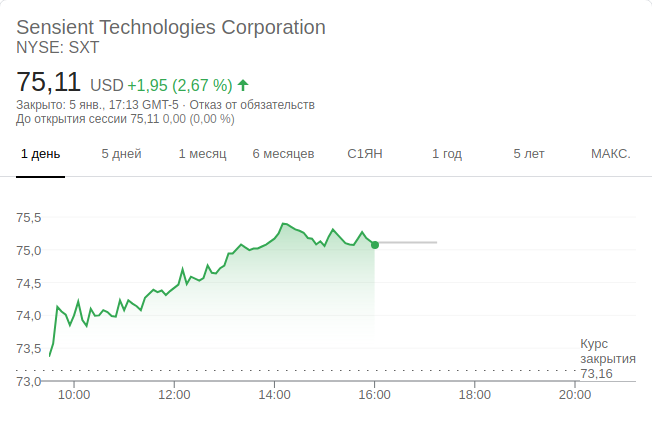 Sensient Technologies Corporation
NYSE: SXT
75,11 USD +1,95 (2,67 %)
Закрыто: 5 янв., 17:13 GMT-5 · Отказ от обязательств
До открытия сессии 75,11 0,00 (0,00 %)
1 день 5 дней 1 месяц 6 месяцев С1ЯН 1 год 5 лет МАКС.
75,5
75,0
74,5
74,0
73,5
73,0
Курс
закрытия
73,16
10:00 12:00 14:00 16:00 18:00 20:00